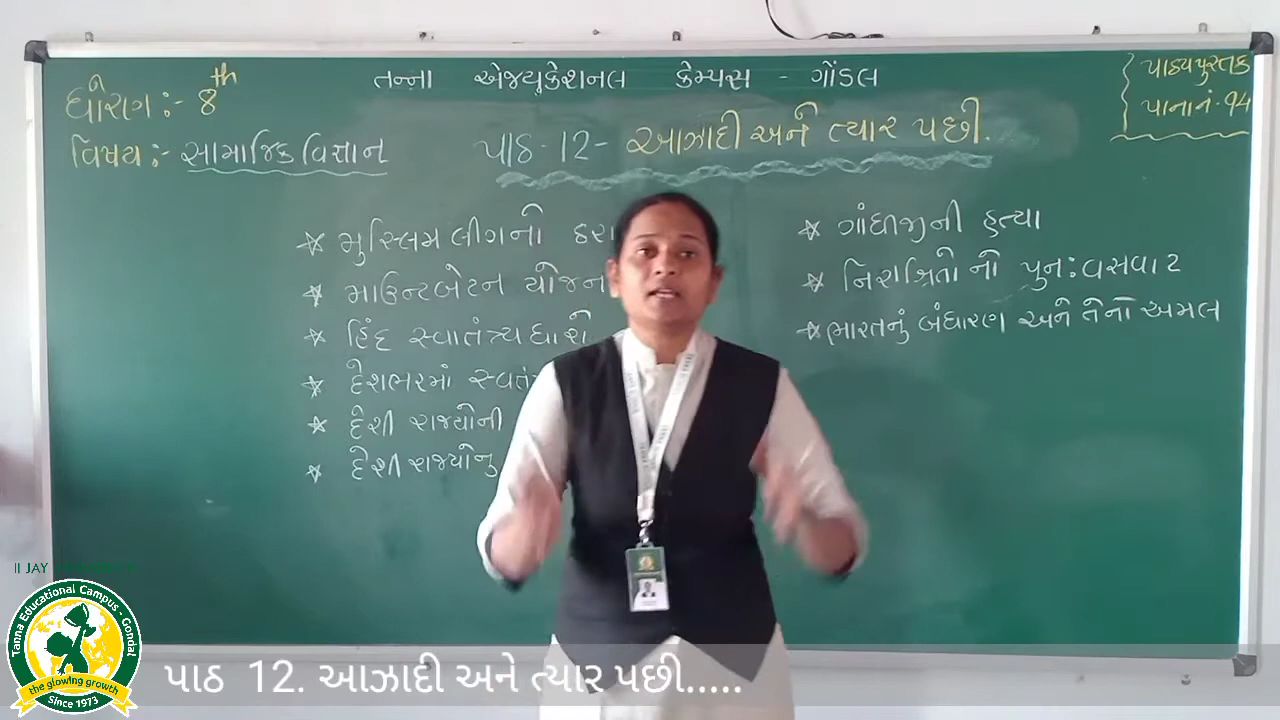 તન્ના એજ્યુકેશનલ કેમ્પસ - ગોંડલ
ધોરણ :- 8th
વિષય :- સામાજિક વિજ્ઞાન
પાઠ - 12 - આઝાદી અને ત્યાર પછી.
પાઠ્યપુસ્તક
પાના નં. 94
* મુસ્લિમ લીગનો
* માઉન્ટબેટન
* હિંદ સ્વાતંત્ર્ય
* દેશભરમાં
* દેશી રાજ્યોની
* દેશી રાજ્યોનુ
* ગાંધીજીની હત્યા
* નિરાશ્રિતોનો પુન:વસવાટ
* ભારતનું બંધારણ અને તેનો અમલ
II JAY
Tanna Educational Campus - Gondal
the glowing growth
Since 1973
પાઠ 12. આઝાદી અને ત્યાર પછી.....